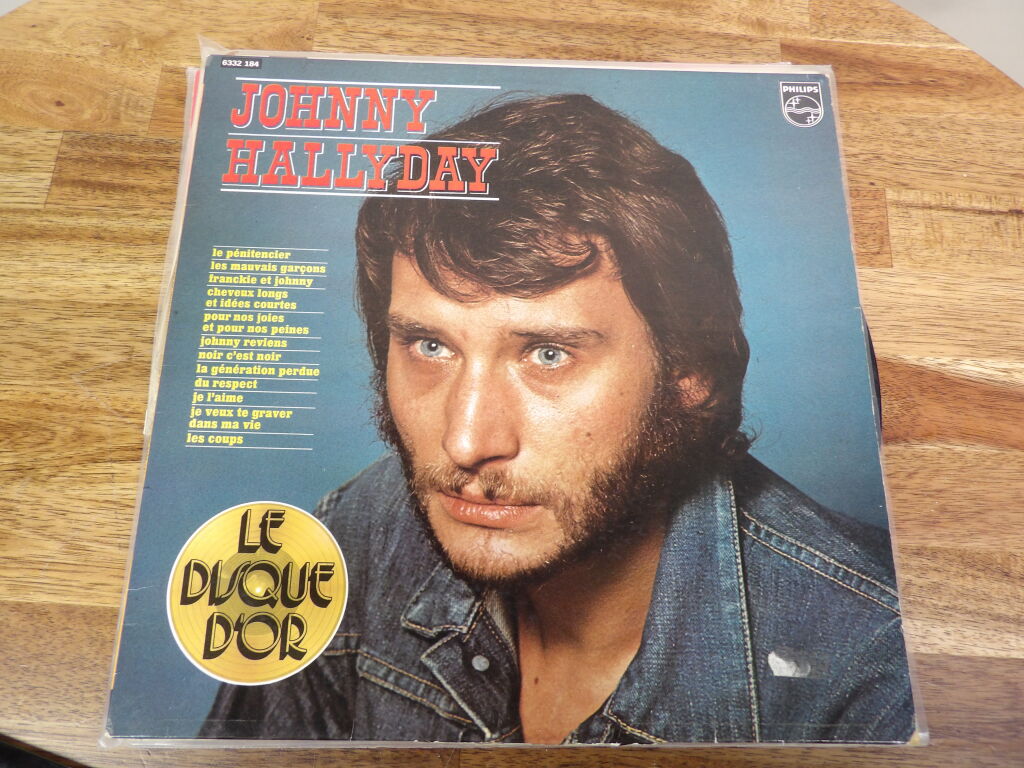 6332 184
JOHNNY
HALLYDAY
PHILIPS
le pénitencier
les mauvais garçons
franckie et johnny
cheveux longs
et idées courtes
pour nos joies
et pour nos peines
johnny reviens
noir c'est noir
la génération perdue
du respect
je l'aime
je veux te graver
dans ma vie
les coups
LE
DISQUE
D'OR